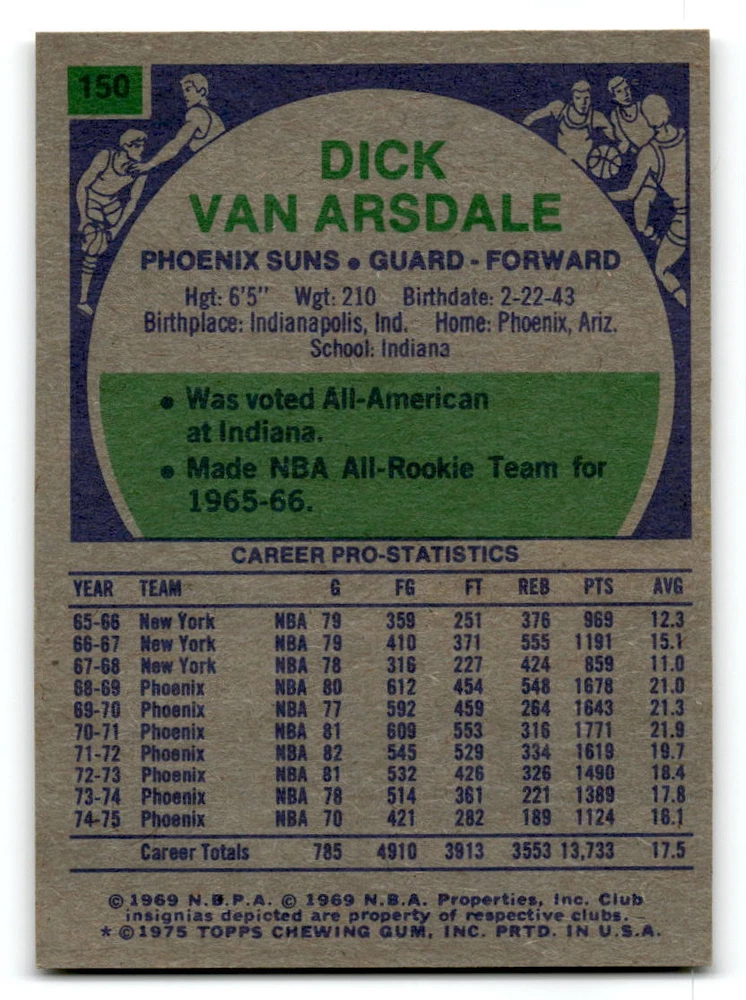 150
DICK
VAN ARSDALE
PHOENIX SUNS • GUARD - FORWARD
Hgt: 6'5" Wgt: 210 Birthdate: 2-22-43
Birthplace: Indianapolis, Ind. Home: Phoenix, Ariz.
School: Indiana
• Was voted All-American
at Indiana.
• Made NBA All-Rookie Team for
1965-66.
CAREER PRO-STATISTICS
YEAR TEAM G FG FT REB PTS AVG
65-66 New York NBA 79 359 251 376 969 12.3
66-67 New York NBA 79 410 371 555 1191 15.1
67-68 New York NBA 78 316 227 424 859 11.0
68-69 Phoenix NBA 80 612 454 548 1678 21.0
69-70 Phoenix NBA 77 592 459 264 1643 21.3
70-71 Phoenix NBA 81 609 553 316 1771 21.9
71-72 Phoenix NBA 82 545 529 334 1619 19.7
72-73 Phoenix NBA 81 532 426 326 1490 18.4
73-74 Phoenix NBA 78 514 361 221 1389 17.8
74-75 Phoenix NBA 70 421 282 189 1124 16.1
Career Totals 785 4910 3913 3553 13,733 17.5
© 1969 N.B.P.A. © 1969 N.B.A. Properties, Inc. Club
insignias depicted are property of respective clubs.
* © 1975 TOPPS CHEWING GUM, INC. PRTD. IN U.S.A.